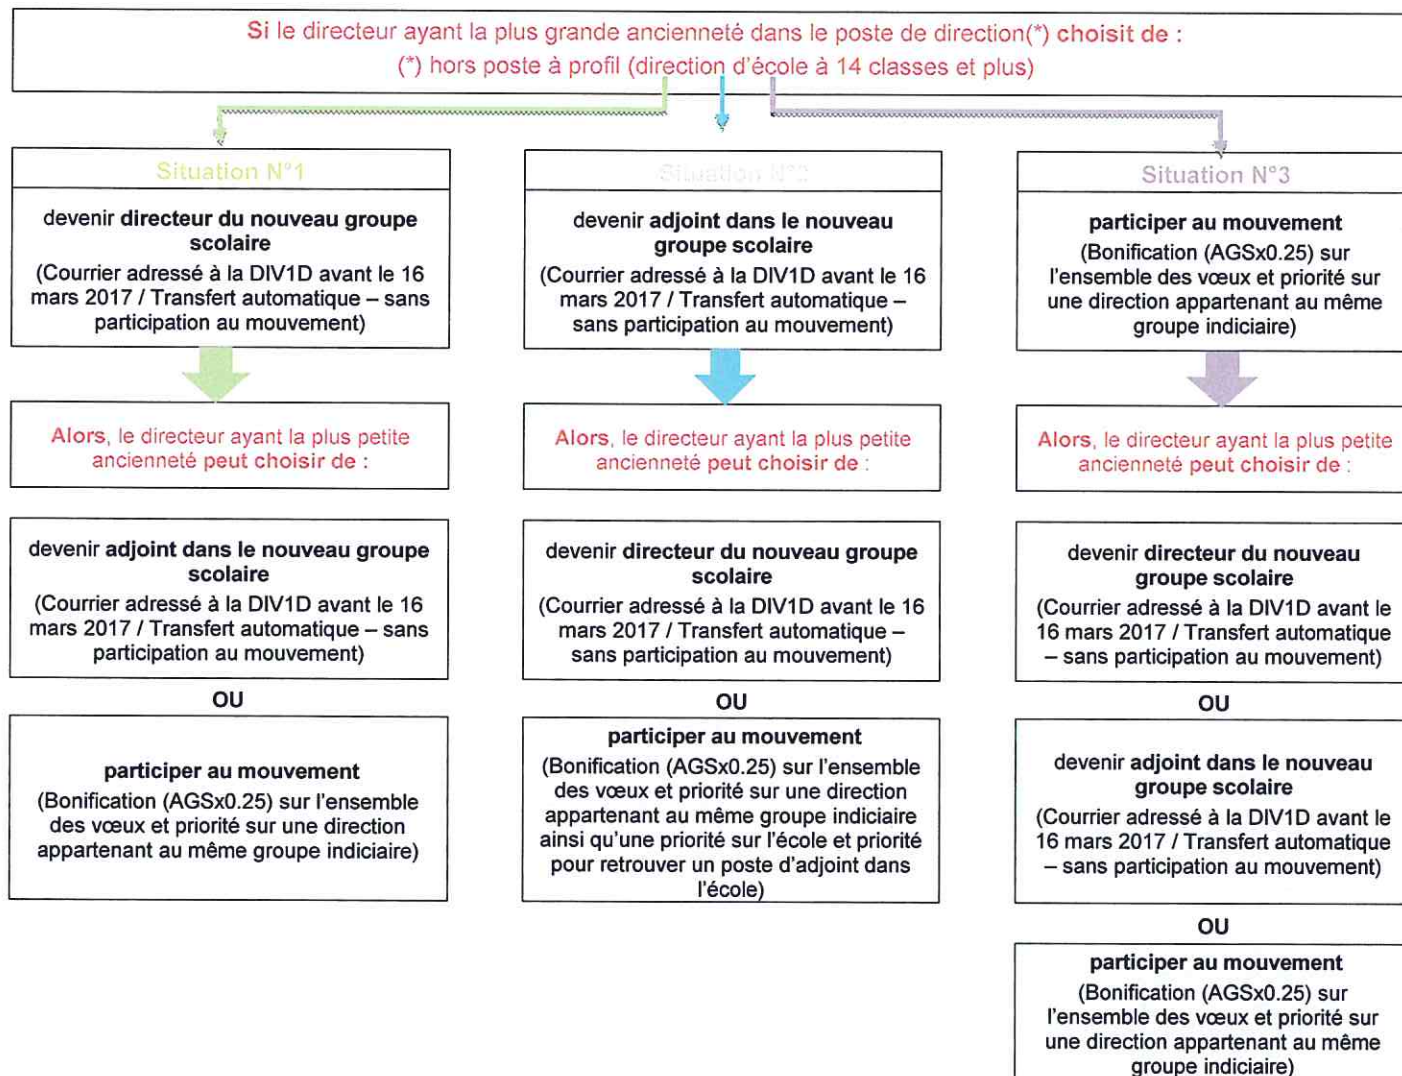 Si le directeur ayant la plus grande ancienneté dans le poste de direction(*) choisit de :
(*) hors poste à profil (direction d'école à 14 classes et plus)
Situation N°1
devenir directeur du nouveau groupe
scolaire
(Courrier adressé à la DIV1D avant le 16
mars 2017 / Transfert automatique – sans
participation au mouvement)
Alors, le directeur ayant la plus petite
ancienneté peut choisir de :
devenir adjoint dans le nouveau groupe
scolaire
(Courrier adressé à la DIV1D avant le 16
mars 2017 / Transfert automatique – sans
participation au mouvement)
OU
participer au mouvement
(Bonification (AGSx0.25) sur l'ensemble
des vœux et priorité sur une direction
appartenant au même groupe indiciaire)
Situation N°2
devenir adjoint dans le nouveau
groupe scolaire
(Courrier adressé à la DIV1D avant le 16
mars 2017 / Transfert automatique –
sans participation au mouvement)
Alors, le directeur ayant la plus petite
ancienneté peut choisir de :
devenir directeur du nouveau groupe
scolaire
(Courrier adressé à la DIV1D avant le 16
mars 2017 / Transfert automatique –
sans participation au mouvement)
OU
participer au mouvement
(Bonification (AGSx0.25) sur l'ensemble
des vœux et priorité sur une direction
appartenant au même groupe indiciaire
ainsi qu'une priorité sur l'école et priorité
pour retrouver un poste d'adjoint dans
l'école)
Situation N°3
participer au mouvement
(Bonification (AGSx0.25) sur
l'ensemble des vœux et priorité sur
une direction appartenant au même
groupe indiciaire)
Alors, le directeur ayant la plus petite
ancienneté peut choisir de :
devenir directeur du nouveau
groupe scolaire
(Courrier adressé à la DIV1D avant le
16 mars 2017 / Transfert automatique
– sans participation au mouvement)
OU
devenir adjoint dans le nouveau
groupe scolaire
(Courrier adressé à la DIV1D avant le
16 mars 2017 / Transfert automatique
– sans participation au mouvement)
OU
participer au mouvement
(Bonification (AGSx0.25) sur
l'ensemble des vœux et priorité sur
une direction appartenant au même
groupe indiciaire)